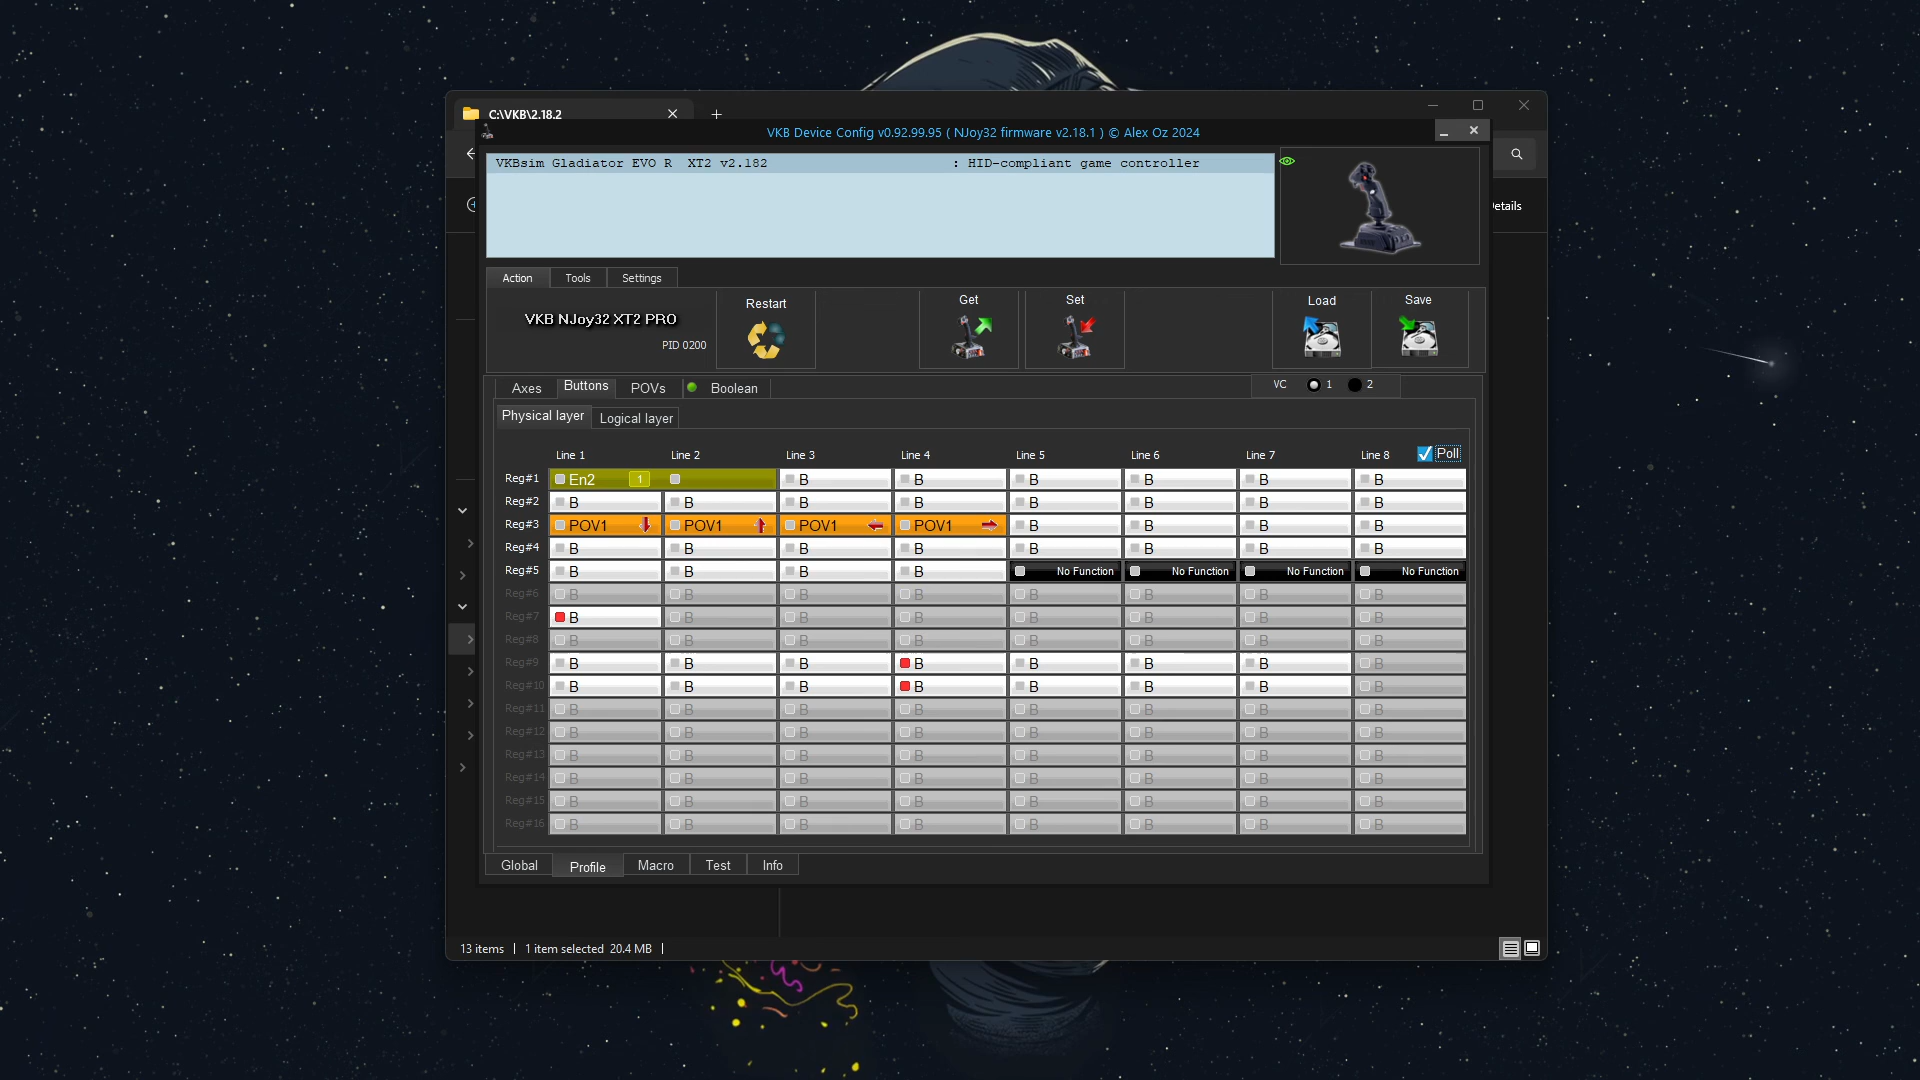 C:\VKB\2.18.2
VKB Device Config v0.92.99.95 ( NJoy32 firmware v2.18.1 ) © Alex Oz 2024
VKBsim Gladiator EVO R XT2 v2.182 : HID-compliant game controller
Details
Action Tools Settings
VKB NJoy32 XT2 PRO
PID 0200
Restart
Get
Set
Load
Save
Axes Buttons POVs Boolean VC 1 2
Physical layer Logical layer
Line 1 Line 2 Line 3 Line 4 Line 5 Line 6 Line 7 Line 8 Poll
Reg#1 En2 1 B B B B B B
Reg#2 B B B B B B B B
Reg#3 POV1 POV1 POV1 POV1 B B B B
Reg#4 B B B B B B B B
Reg#5 B B B B No Function No Function No Function No Function
Reg#6 B B B B B B B B
Reg#7 B B B B B B B B
Reg#8 B B B B B B B B
Reg#9 B B B B B B B B
Reg#10 B B B B B B B B
Reg#11 B B B B B B B B
Reg#12 B B B B B B B B
Reg#13 B B B B B B B B
Reg#14 B B B B B B B B
Reg#15 B B B B B B B B
Reg#16 B B B B B B B B
Global Profile Macro Test Info
13 items 1 item selected 20.4 MB